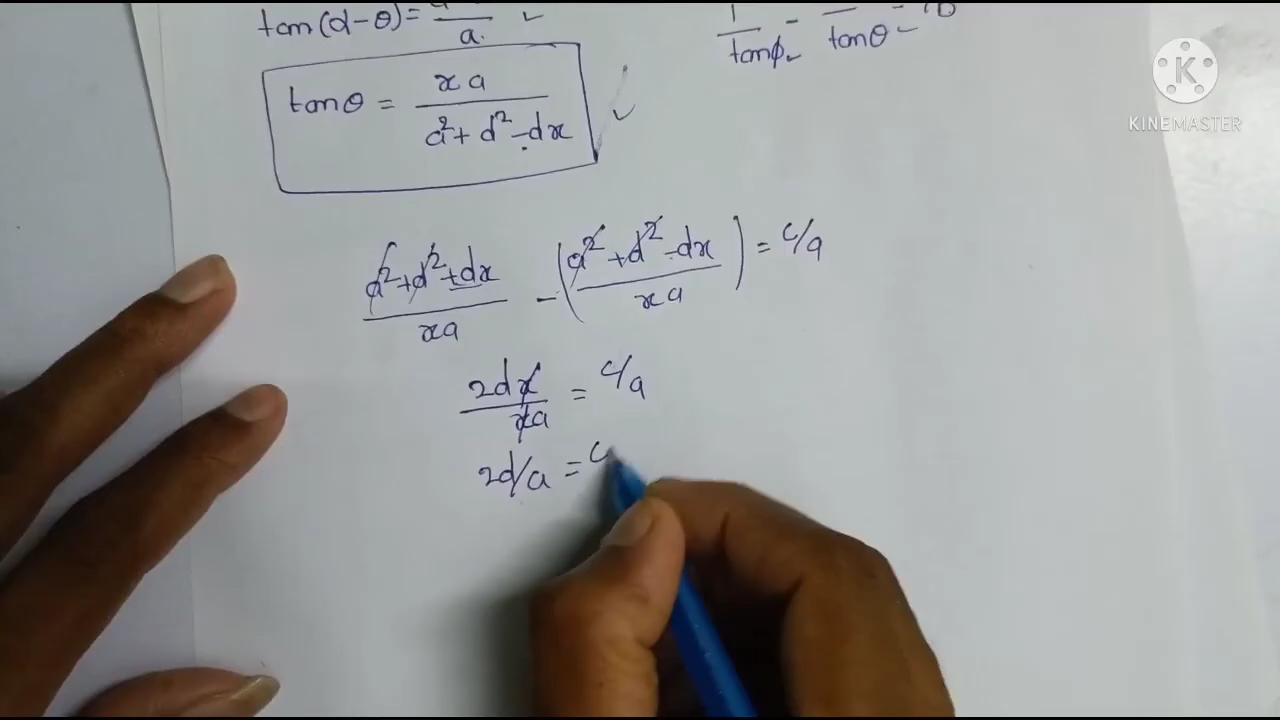 tan(d-θ)= /a.
1/tanϕ - /tanθ =
K
KINEMASTER
tanθ = xa/(a²+d²-dx)
(a²+d²+dx)/xa - ((a²+d²-dx)/xa) = c/a
2dx/xa = c/a
2d/a = c